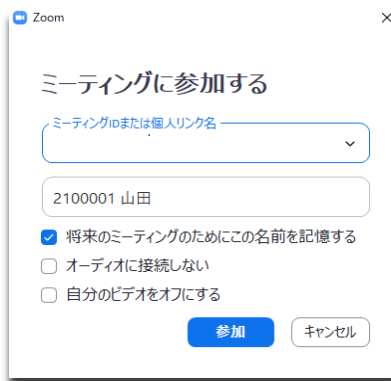 Zoom
ミーティングに参加する
ミーティングIDまたは個人リンク名
2100001 山田
将来のミーティングのためにこの名前を記憶する
オーディオに接続しない
自分のビデオをオフにする
参加 キャンセル